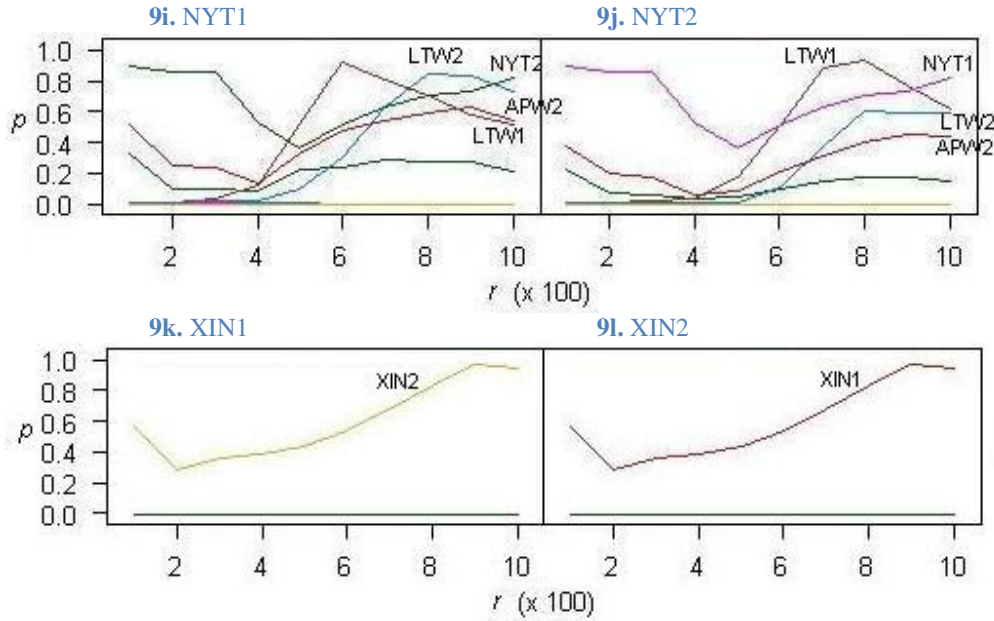 9i. NYT1 9j. NYT2
1.0
0.8
0.6
0.4
0.2
0.0
p
LTW2
NYT2
APW2
LTW1
LTW1
NYT1
LTW2
APW2
2 4 6 8 10 2 4 6 8 10
r (x 100)
9k. XIN1 9l. XIN2
1.0
0.8
0.6
0.4
0.2
0.0
p
XIN2
XIN1
2 4 6 8 10 2 4 6 8 10
r (x 100)